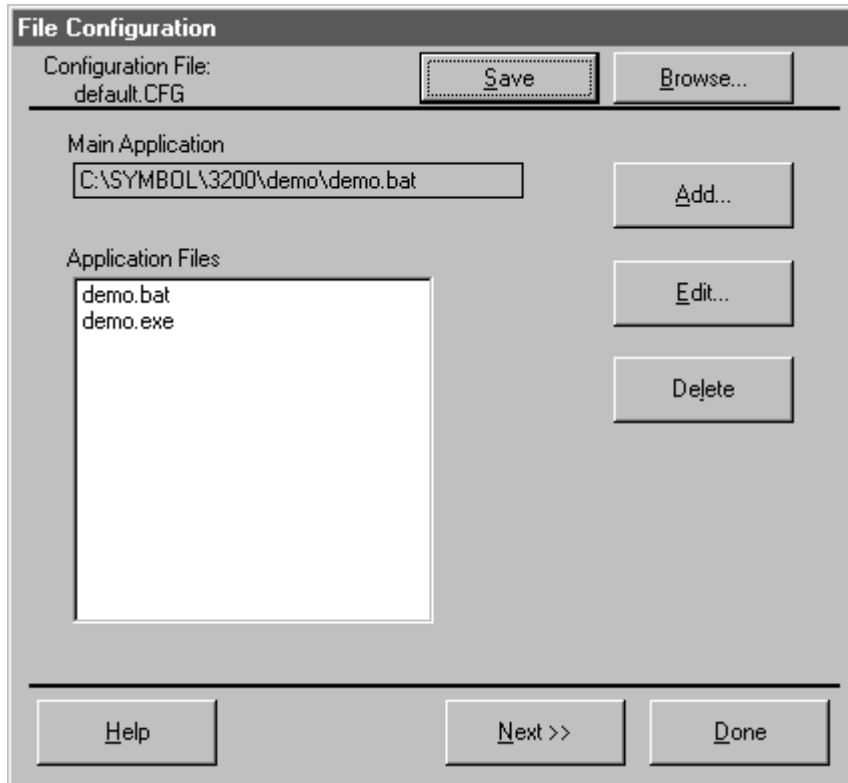 File Configuration
Configuration File:
default.CFG
Save
Browse...
Main Application
C:\SYMBOL\3200\demo\demo.bat
Add...
Application Files
demo.bat
demo.exe
Edit...
Delete
Help
Next >>
Done